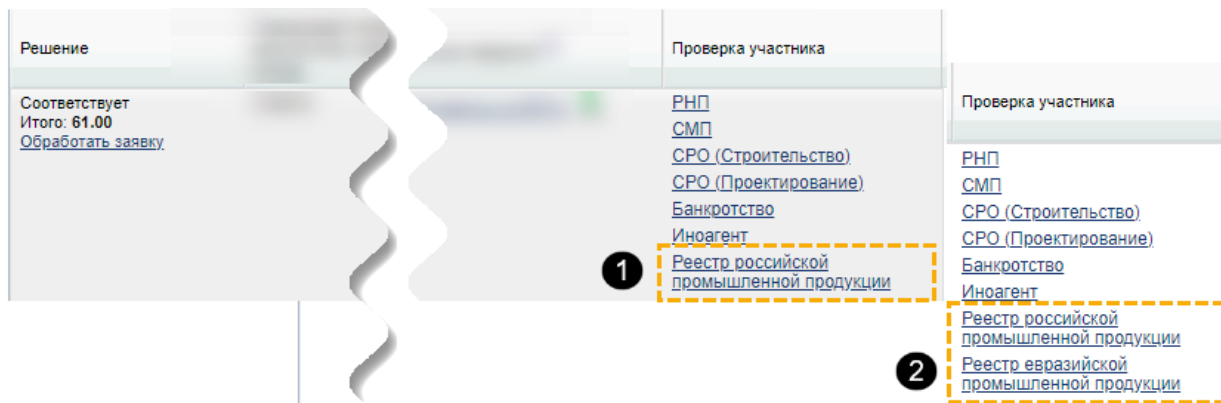 Решение
Проверка участника
Соответствует
Итого: 61.00
Обработать заявку
РНП
СМП
СРО (Строительство)
СРО (Проектирование)
Банкротство
Иноагент
1
Реестр российской
промышленной продукции
Проверка участника
РНП
СМП
СРО (Строительство)
СРО (Проектирование)
Банкротство
Иноагент
2
Реестр российской
промышленной продукции
Реестр евразийской
промышленной продукции